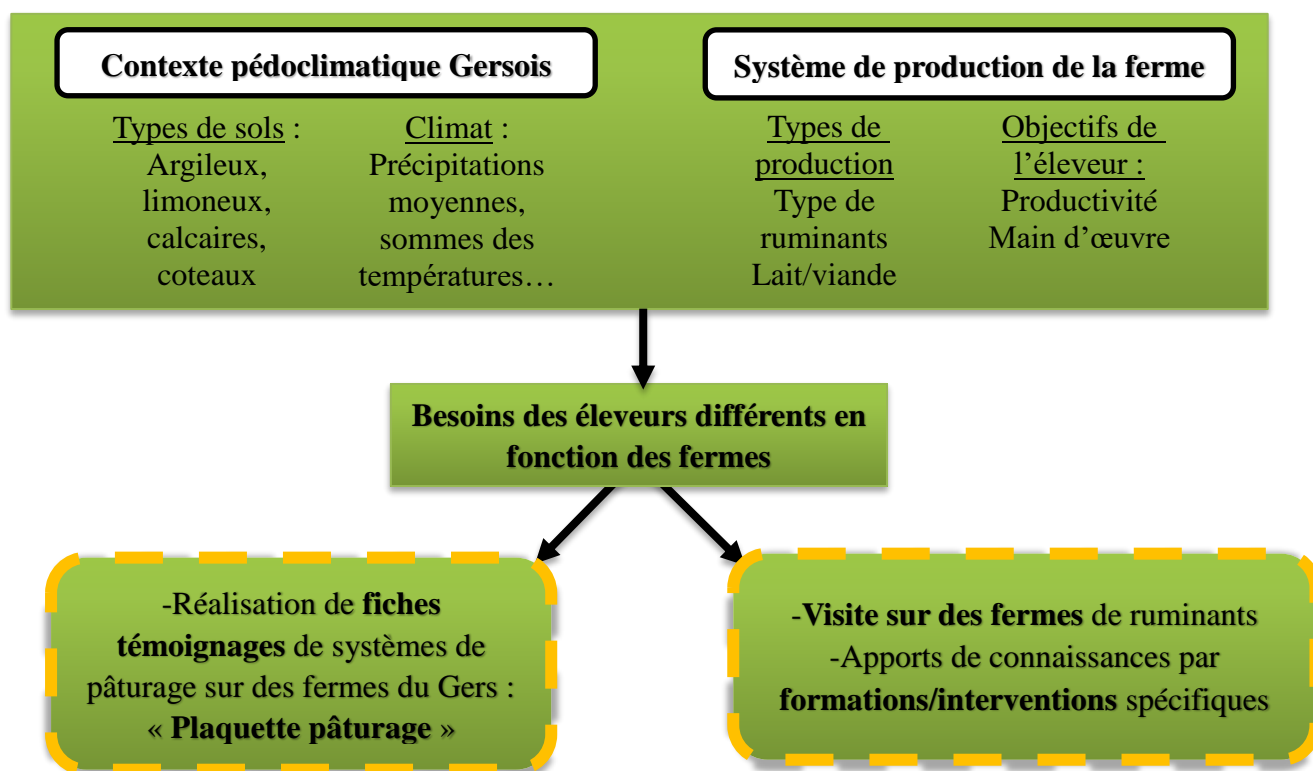 Contexte pédoclimatique Gersois
Types de sols :
Argileux,
limoneux,
calcaires,
coteaux
Climat :
Précipitations
moyennes,
sommes des
températures…
Système de production de la ferme
Types de
production
Type de
ruminants
Lait/viande
Objectifs de
l’éleveur :
Productivité
Main d’œuvre
Besoins des éleveurs différents en
fonction des fermes
-Réalisation de fiches
témoignages de systèmes de
pâturage sur des fermes du Gers :
« Plaquette pâturage »
-Visite sur des fermes de ruminants
-Apports de connaissances par
formations/interventions spécifiques